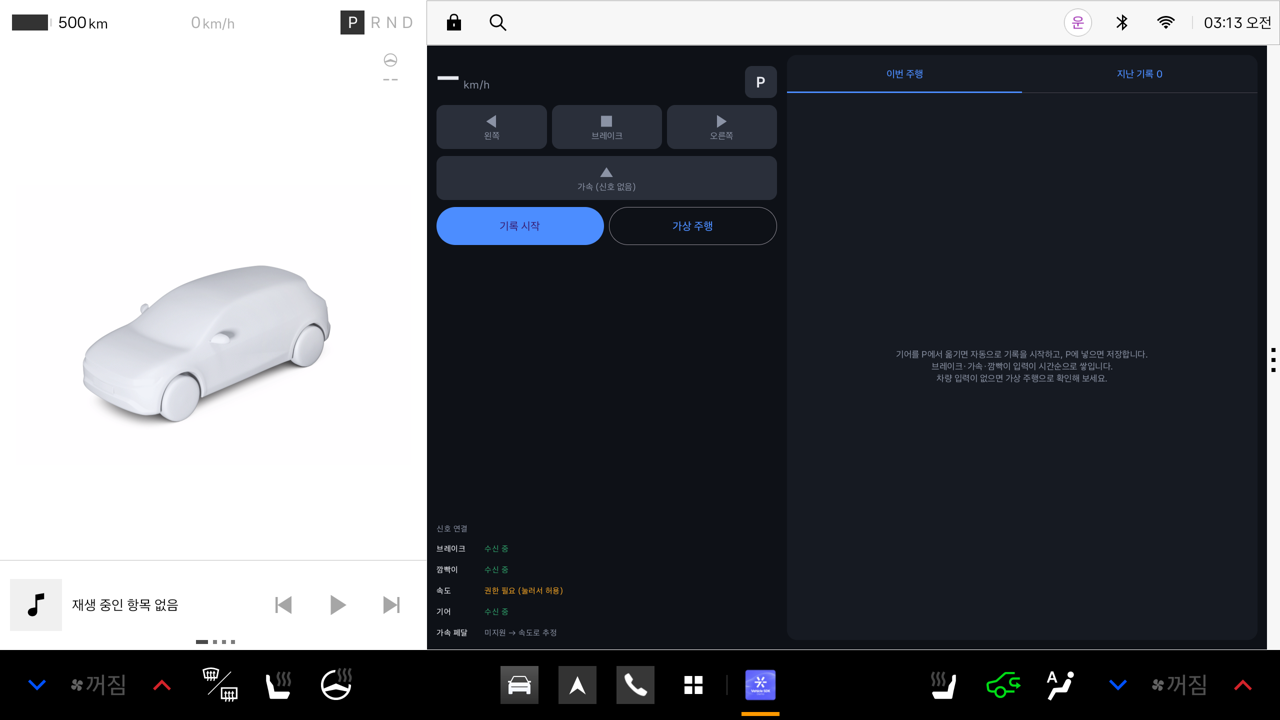 500 km
0 km/h
P R N D
--
운
03:13 오전
km/h
P
왼쪽
브레이크
오른쪽
가속 (신호 없음)
기록 시작
가상 주행
이번 주행
지난 기록 0
기어를 P에서 옮기면 자동으로 기록을 시작하고, P에 넣으면 저장합니다.
브레이크·가속·깜빡이 입력이 시간순으로 쌓입니다.
차량 입력이 없으면 가상 주행으로 확인해 보세요.
신호 연결
브레이크 수신 중
깜빡이 수신 중
속도 권한 필요 (눌러서 허용)
기어 수신 중
가속 페달 미지원 → 속도로 추정
재생 중인 항목 없음
꺼짐
A
꺼짐